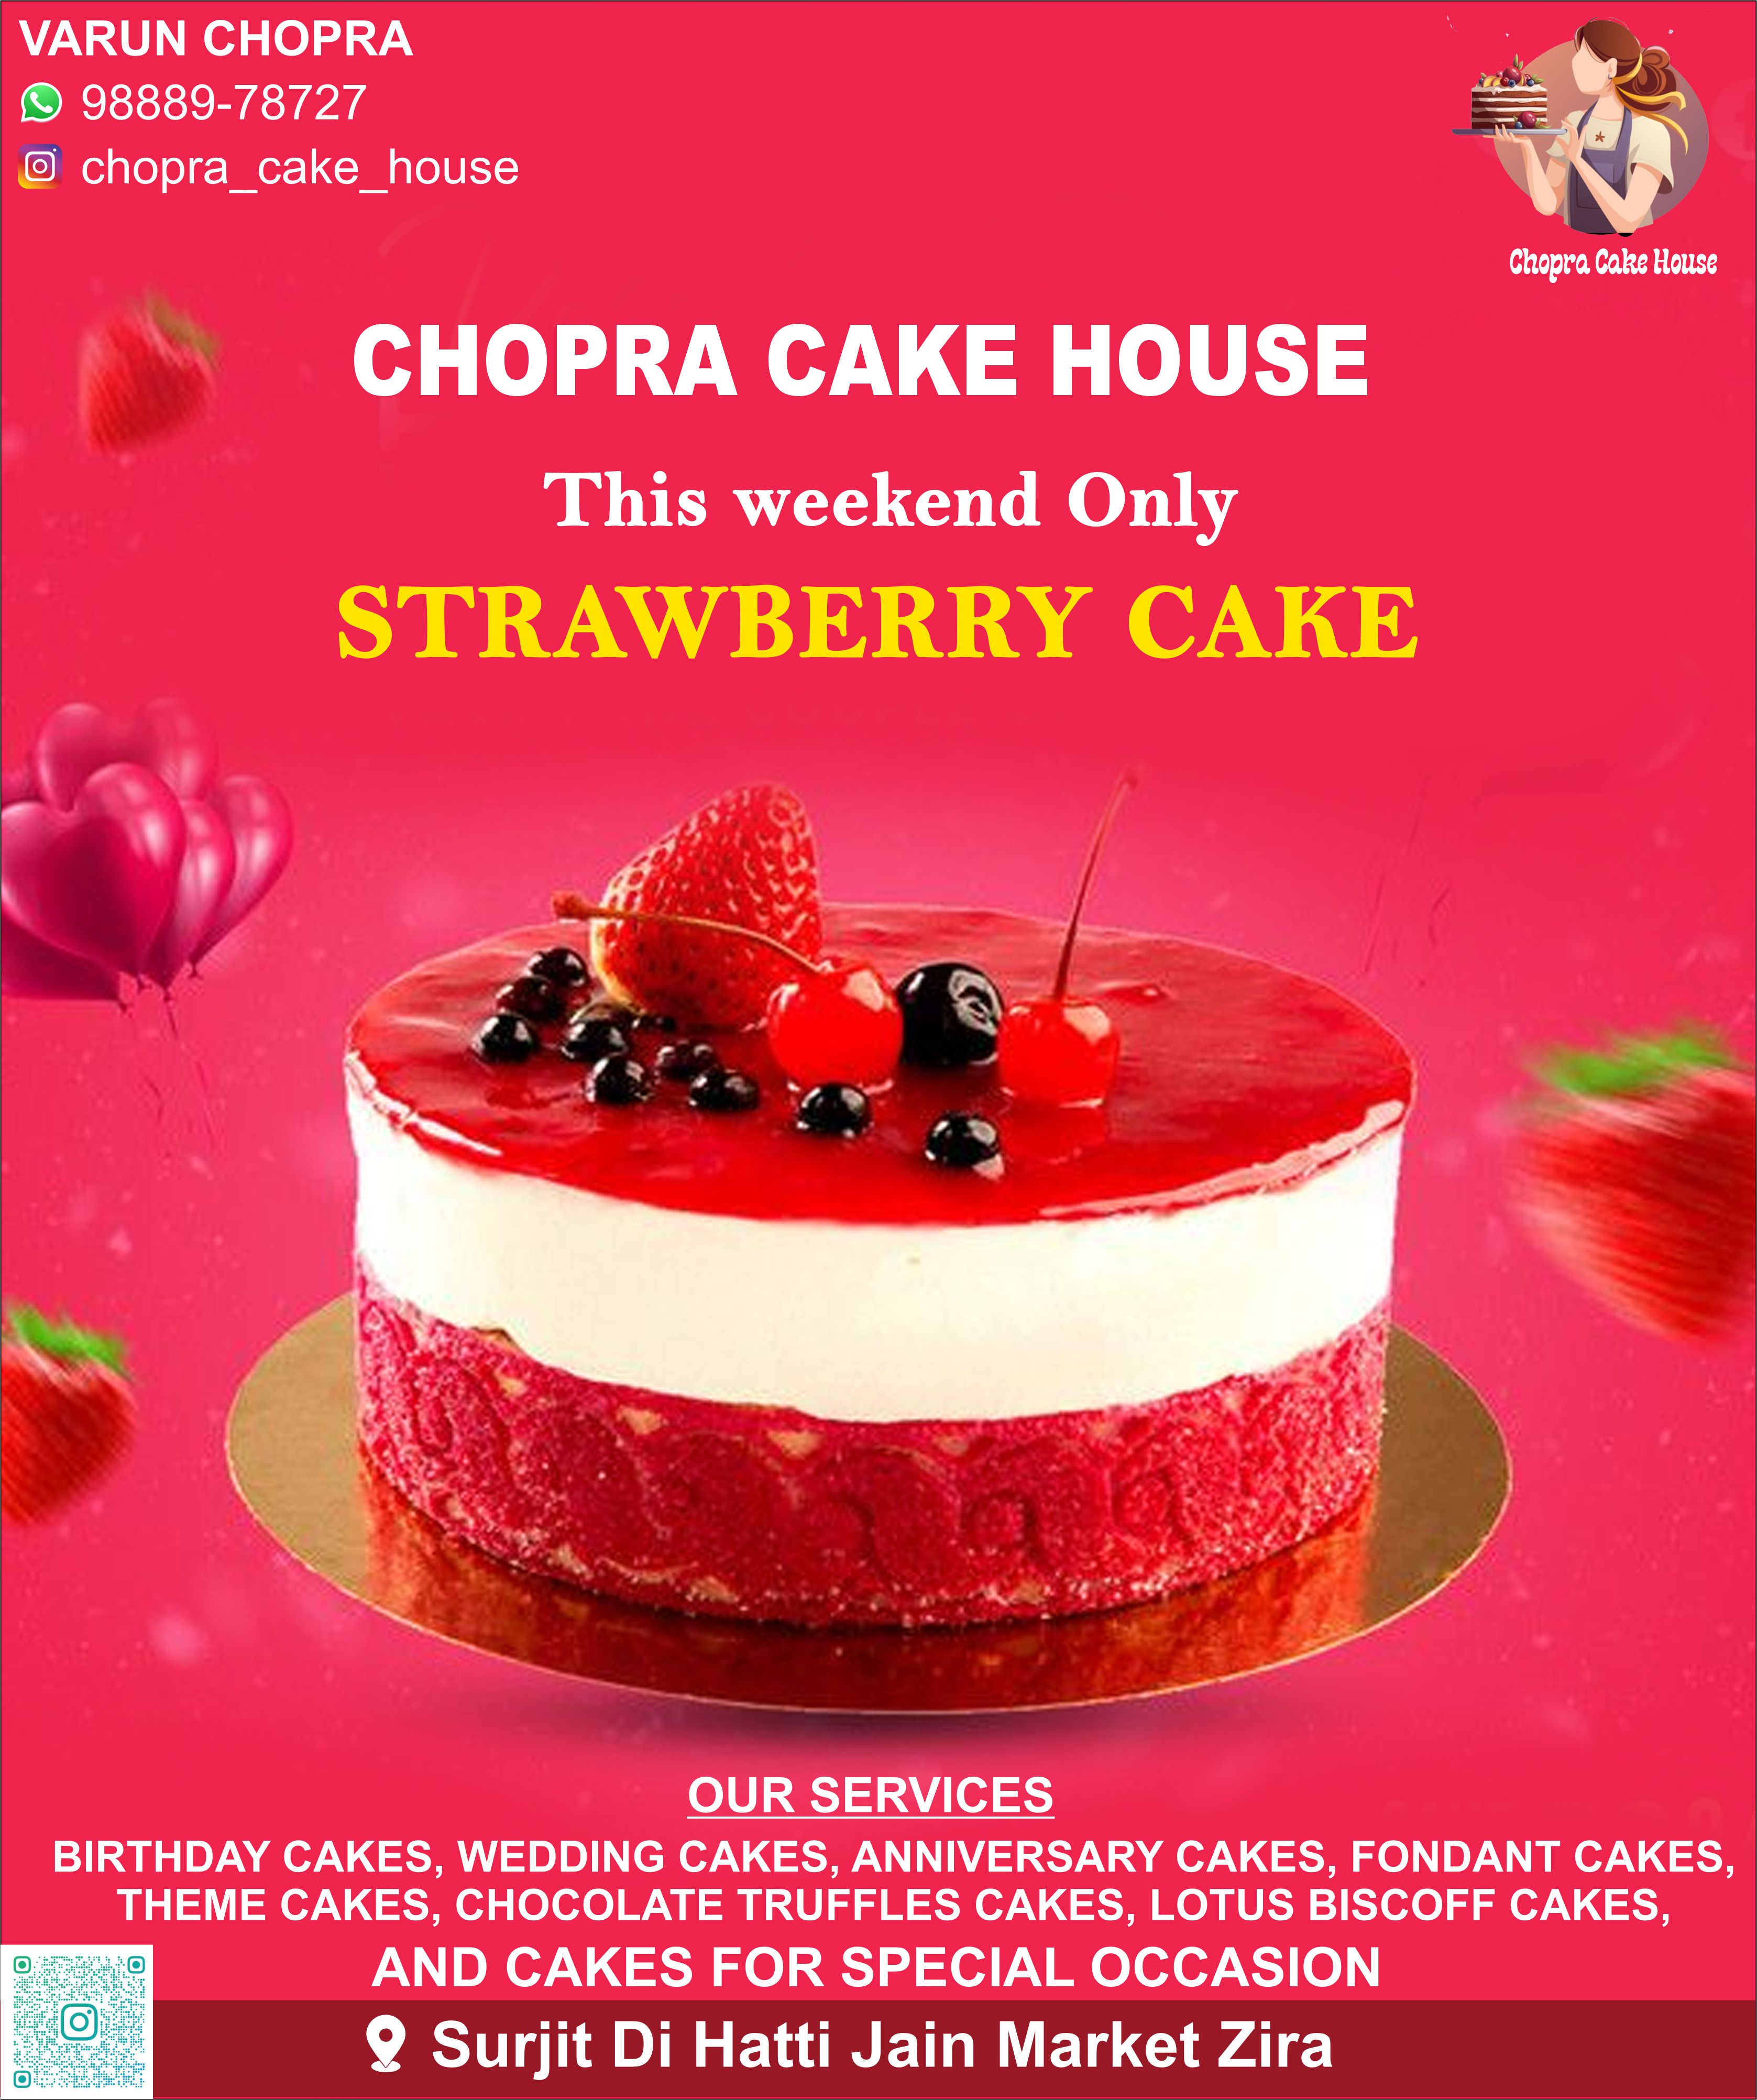 VARUN CHOPRA
98889-78727
chopra_cake_house
Chopra Cake House
CHOPRA CAKE HOUSE
This weekend Only
STRAWBERRY CAKE
OUR SERVICES
BIRTHDAY CAKES, WEDDING CAKES, ANNIVERSARY CAKES, FONDANT CAKES,
THEME CAKES, CHOCOLATE TRUFFLES CAKES, LOTUS BISCOFF CAKES,
AND CAKES FOR SPECIAL OCCASION
Surjit Di Hatti Jain Market Zira